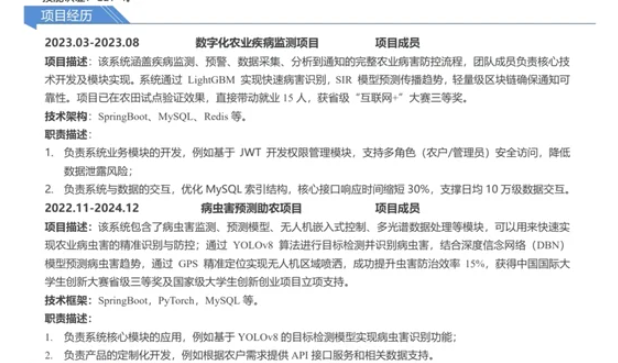 项目经历
2023.03-2023.08 数字化农业疾病监测项目 项目成员
项目描述：该系统涵盖疾病监测、预警、数据采集、分析到通知的完整农业病害防控流程，团队成员负责核心技
术开发及模块实现。系统通过 LightGBM 实现快速病害识别，SIR 模型预测传播趋势，轻量级区块链确保通知可
靠性。项目已在农田试点验证效果，直接带动就业 15 人，获省级“互联网+”大赛三等奖。
技术架构：SpringBoot、MySQL、Redis 等。
职责描述：
1. 负责系统业务模块的开发，例如基于 JWT 开发权限管理模块，支持多角色（农户/管理员）安全访问，降低
数据泄露风险；
2. 负责系统与数据的交互，优化 MySQL 索引结构，核心接口响应时间缩短 30%，支撑日均 10 万级数据交互。
2022.11-2024.12 病虫害预测助农项目 项目成员
项目描述：该系统包含了病虫害监测、预测模型、无人机嵌入式控制、多光谱数据处理等模块，可以用来快速实
现农业病虫害的精准识别与防控；通过 YOLOv8 算法进行目标检测并识别病虫害，结合深度信念网络（DBN）
模型预测病虫害趋势，通过 GPS 精准定位实现无人机区域喷洒，成功提升虫害防治效率 15%，获得中国国际大
学生创新大赛省级三等奖及国家级大学生创新创业项目立项支持。
技术框架：SpringBoot，PyTorch，MySQL 等。
职责描述：
1. 负责系统核心模块的应用，例如基于 YOLOv8 的目标检测模型实现病虫害识别功能；
2. 负责产品的定制化开发，例如根据农户需求提供 API 接口服务和相关数据支持。